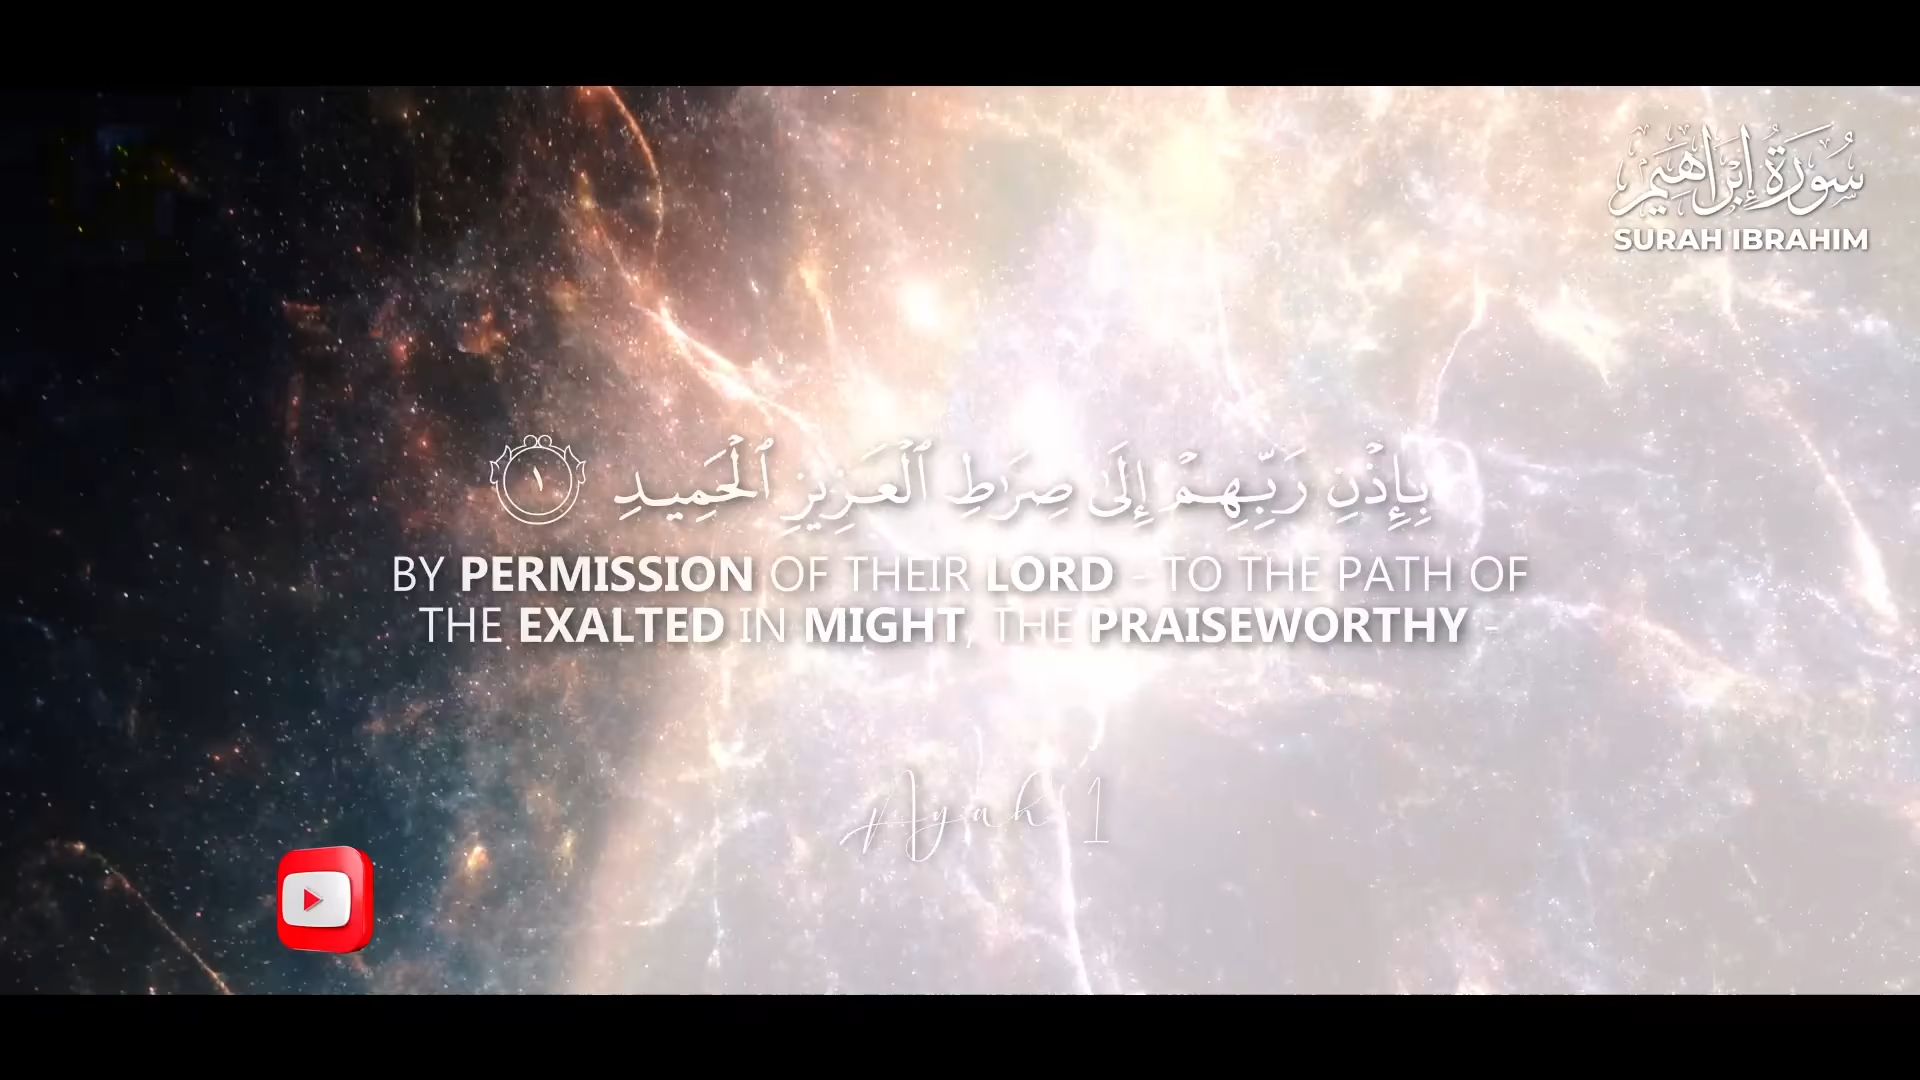 سُورَةُ إِبْرَاهِيم
SURAH IBRAHIM
بِإِذْنِ رَبِّهِمْ إِلَىٰ صِرَٰطِ ٱلْعَزِيزِ ٱلْحَمِيدِ ١
BY PERMISSION OF THEIR LORD - TO THE PATH OF
THE EXALTED IN MIGHT, THE PRAISEWORTHY -
Ayah 1